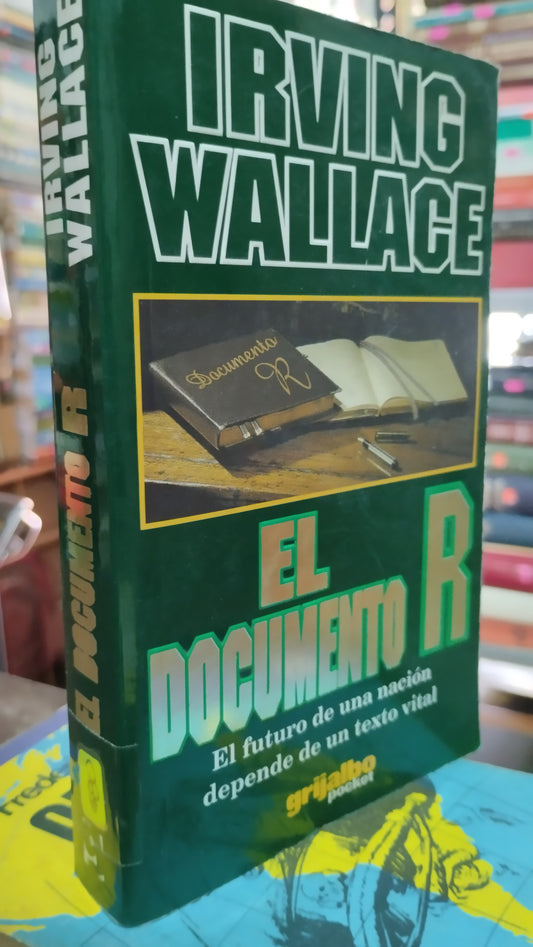 IRVING
WALLACE
Documento
R
EL
DOCUMENTO R
El futuro de una nación
depende de un texto vital
grijalbo
pocket
IRVING
WALLACE
EL DOCUMENTO R